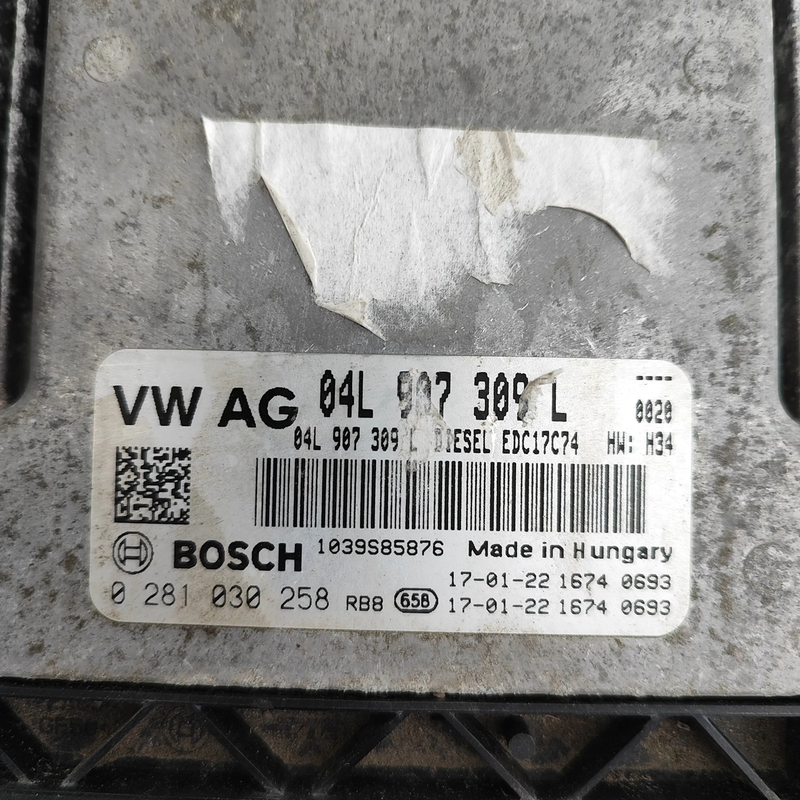 VW AG 04L 907 309 L ----
0020
04L 907 309 L DIESEL EDC17C74 HW: H34
BOSCH 1039S85876 Made in Hungary
0 281 030 258 RB8 658 17-01-22 1674 0693
17-01-22 1674 0693